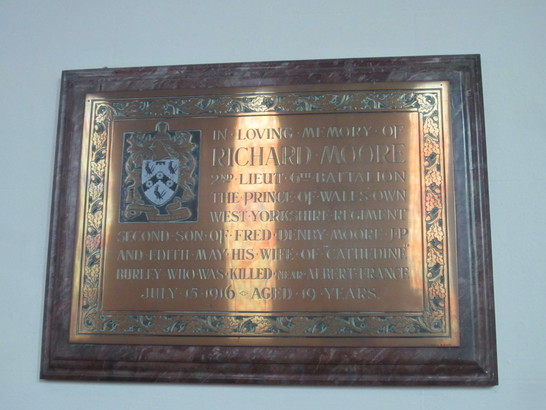 IN · LOVING · MEMORY · OF
RICHARD · MOORE
2ND · LIEUT · 6TH · BATTALION
THE · PRINCE · OF · WALES · OWN
WEST · YORKSHIRE · REGIMENT
SECOND · SON · OF · FRED · DENBY · MOORE · J·P·
AND · EDITH · MAY · HIS · WIFE · OF "CATHEDINE"
BURLEY · WHO · WAS · KILLED NEAR · ALBERT · FRANCE
JULY · 15 · 1916 · AGED · 19 · YEARS.